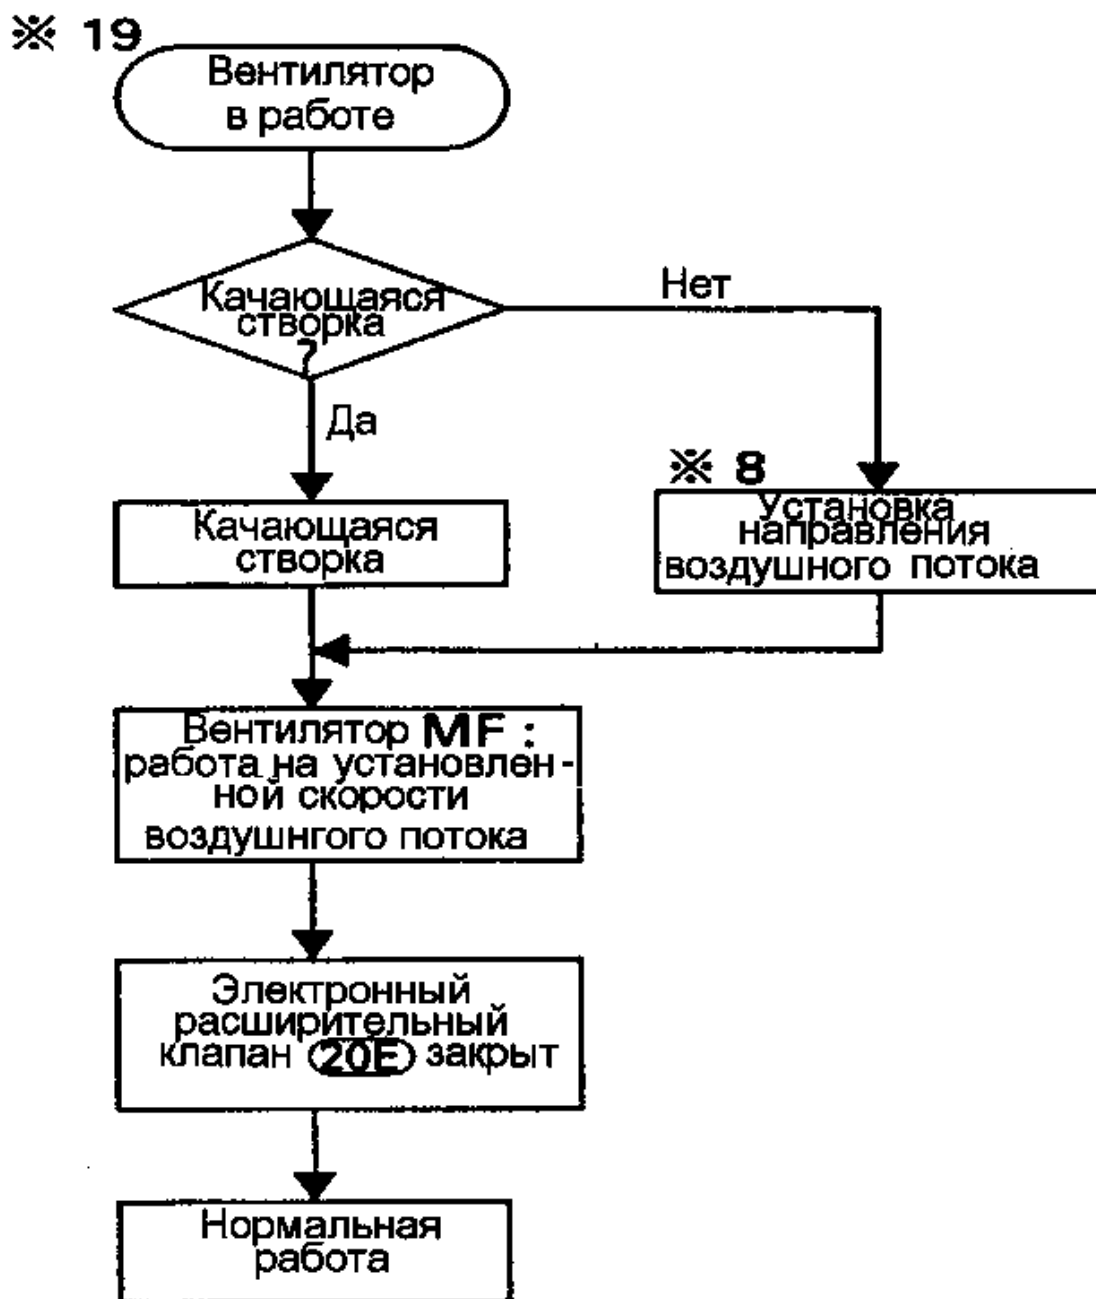 ※ 19
Вентилятор
в работе
Качающаяся
створка
?
Нет
Да
※ 8
Установка
направления
воздушного потока
Качающаяся
створка
Вентилятор MF :
работа на установлен-
ной скорости
воздушнгого потока
Электронный
расширительный
клапан 20E закрыт
Нормальная
работа